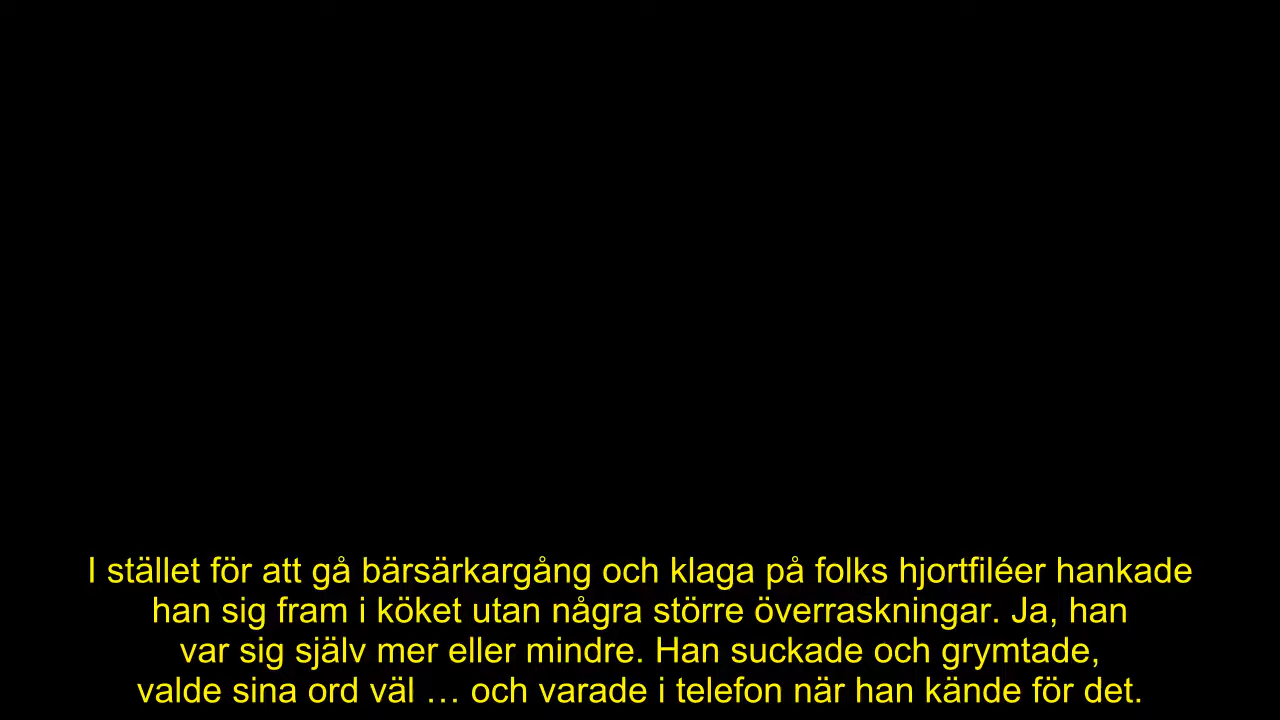 I stället för att gå bärsärkargång och klaga på folks hjortfiléer hankade
han sig fram i köket utan några större överraskningar. Ja, han
var sig själv mer eller mindre. Han suckade och grymtade,
valde sina ord väl … och varade i telefon när han kände för det.